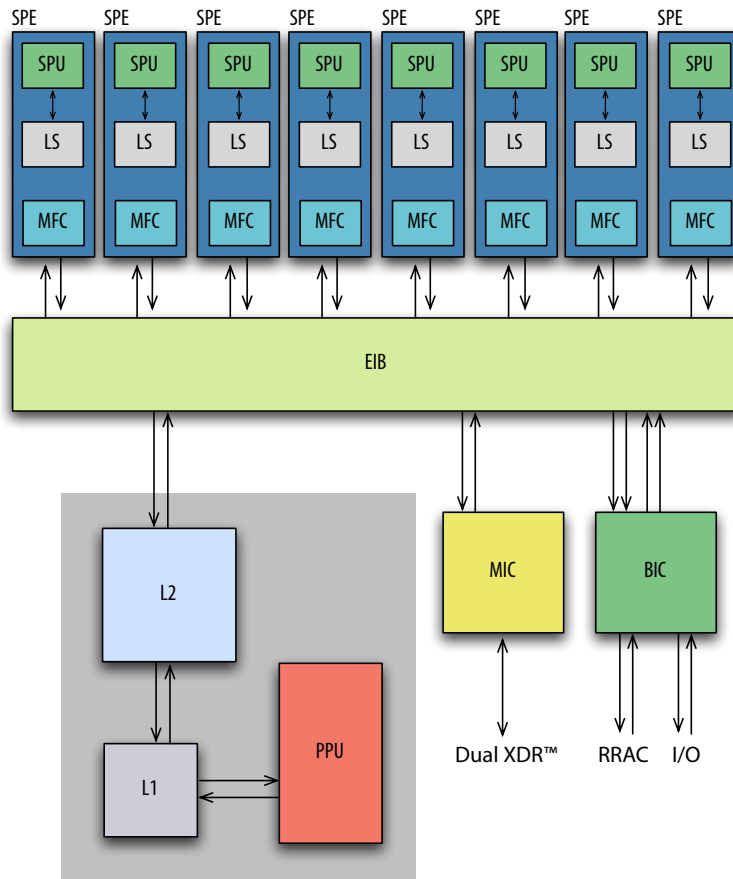 SPE SPE SPE SPE SPE SPE SPE SPE
SPU SPU SPU SPU SPU SPU SPU SPU
LS LS LS LS LS LS LS LS
MFC MFC MFC MFC MFC MFC MFC MFC
EIB
L2
MIC
BIC
PPU
L1
Dual XDR™
RRAC
I/O